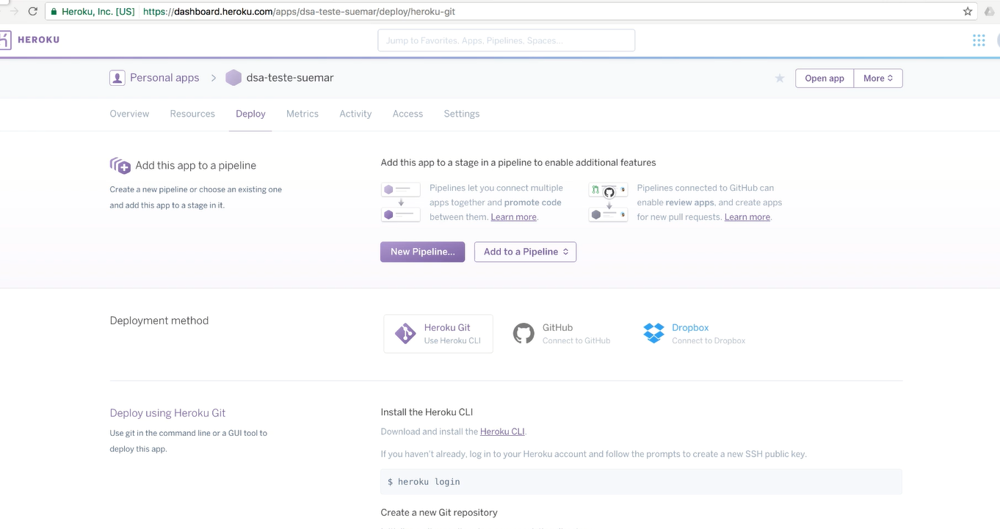 Heroku, Inc. [US] https://dashboard.heroku.com/apps/dsa-teste-suemar/deploy/heroku-git
HEROKU
Jump to Favorites, Apps, Pipelines, Spaces...
Personal apps > dsa-teste-suemar
Open app More
Overview Resources Deploy Metrics Activity Access Settings
Add this app to a pipeline
Create a new pipeline or choose an existing one
and add this app to a stage in it.
Add this app to a stage in a pipeline to enable additional features
Pipelines let you connect multiple
apps together and promote code
between them. Learn more.
Pipelines connected to GitHub can
enable review apps, and create apps
for new pull requests. Learn more.
New Pipeline... Add to a Pipeline
Deployment method
Heroku Git
Use Heroku CLI
GitHub
Connect to GitHub
Dropbox
Connect to Dropbox
Deploy using Heroku Git
Use git in the command line or a GUI tool to
deploy this app.
Install the Heroku CLI
Download and install the Heroku CLI.
If you haven't already, log in to your Heroku account and follow the prompts to create a new SSH public key.
$ heroku login
Create a new Git repository